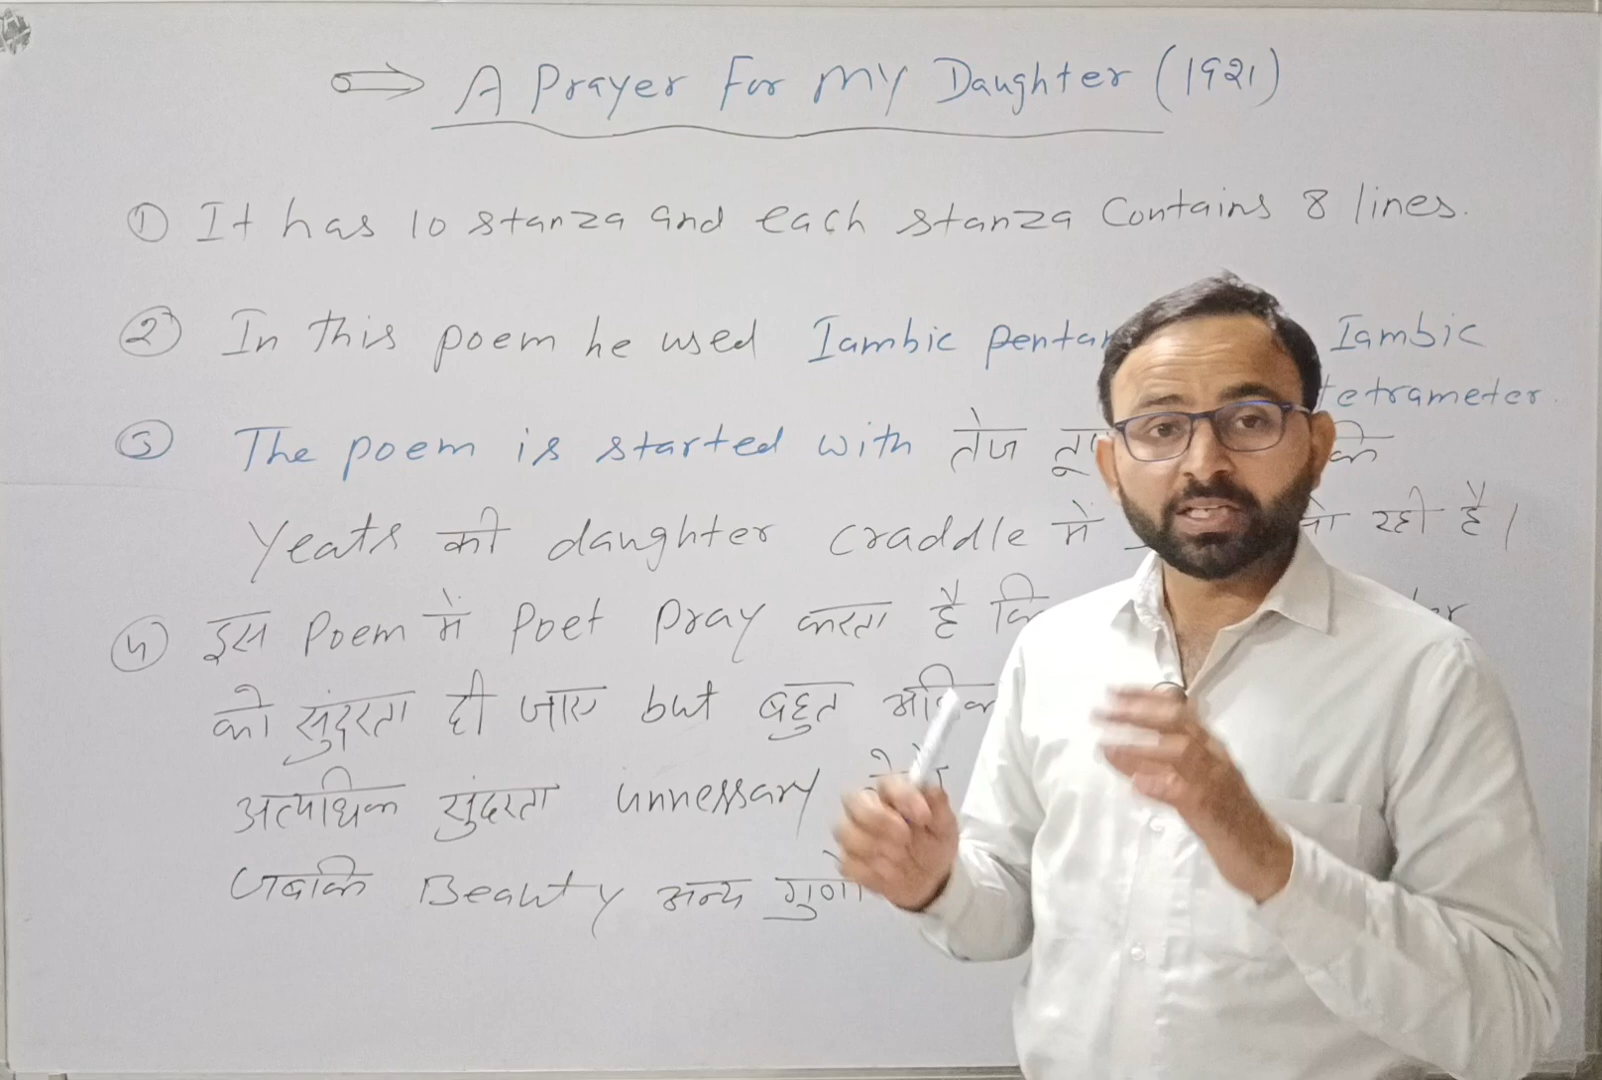 A Prayer For My Daughter (1921)
① It has 10 stanza and each stanza Contains 8 lines.
② In this poem he used Iambic Iambic
tetrameter.
③ The poem is started with तेज कि
Yeats की daughter craddle में रही है।
④ इस Poem में Poet Pray करता है कि
को सुंदरता दी जाए but बहुत अधिक
अत्यधिक सुंदरता unnessary
जबकि Beauty अन्य गुणों